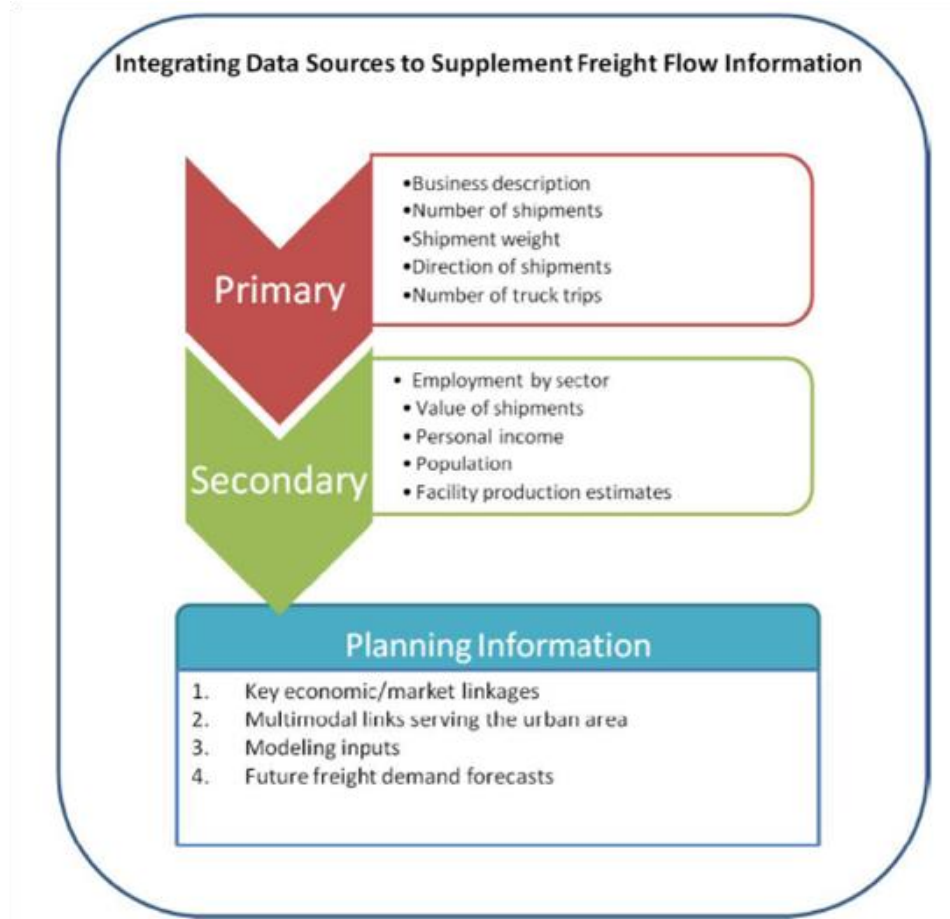 Integrating Data Sources to Supplement Freight Flow Information
Primary
•Business description
•Number of shipments
•Shipment weight
•Direction of shipments
•Number of truck trips
Secondary
• Employment by sector
• Value of shipments
• Personal income
• Population
• Facility production estimates
Planning Information
1. Key economic/market linkages
2. Multimodal links serving the urban area
3. Modeling inputs
4. Future freight demand forecasts